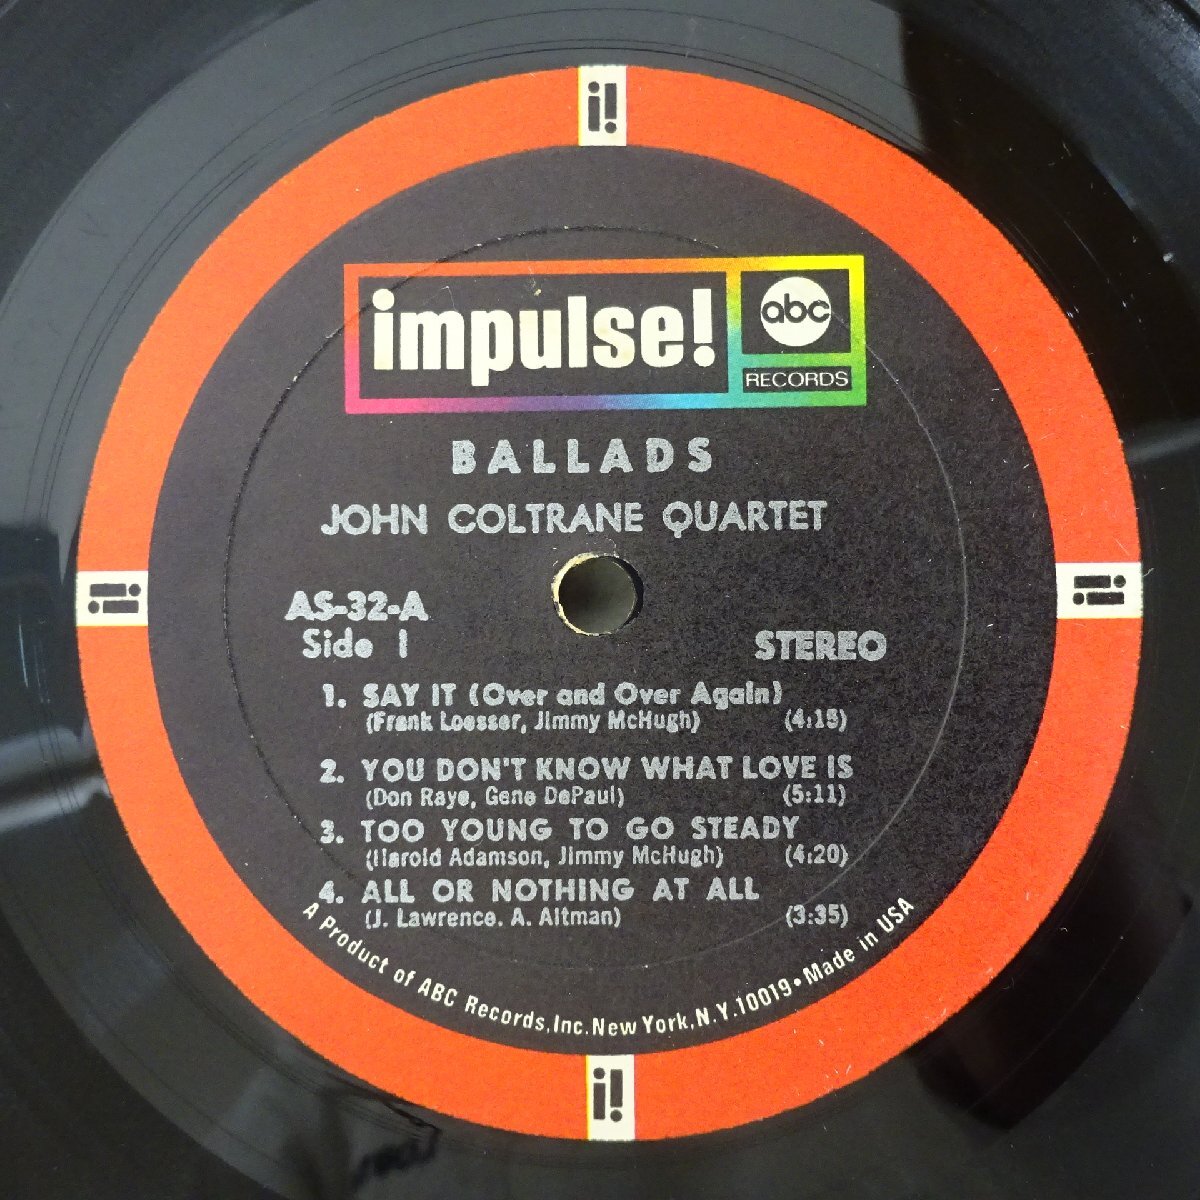 i!
impulse!
abc
RECORDS
BALLADS
JOHN COLTRANE QUARTET
AS-32-A
Side 1
STEREO
1. SAY IT (Over and Over Again)
(Frank Loesser, Jimmy McHugh) (4:15)
2. YOU DON'T KNOW WHAT LOVE IS
(Don Raye, Gene DePaul) (5:11)
3. TOO YOUNG TO GO STEADY
(Harold Adamson, Jimmy McHugh) (4:20)
4. ALL OR NOTHING AT ALL
(J. Lawrence. A. Altman) (3:35)
A Product of ABC Records, Inc. New York, N.Y. 10019 • Made in USA
i!
i!
i!